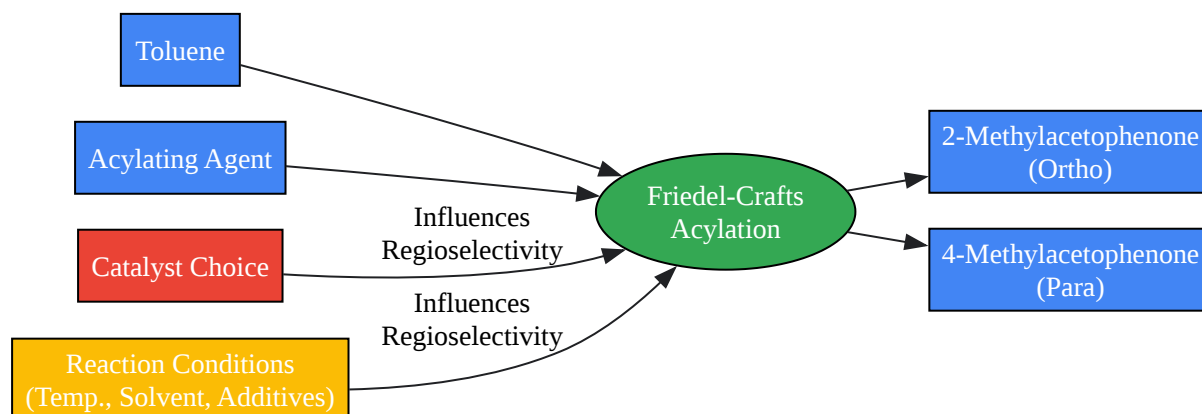 Toluene
Acylating Agent
Catalyst Choice
Reaction Conditions
(Temp., Solvent, Additives)
Influences
Regioselectivity
Influences
Regioselectivity
Friedel-Crafts
Acylation
2-Methylacetophenone
(Ortho)
4-Methylacetophenone
(Para)